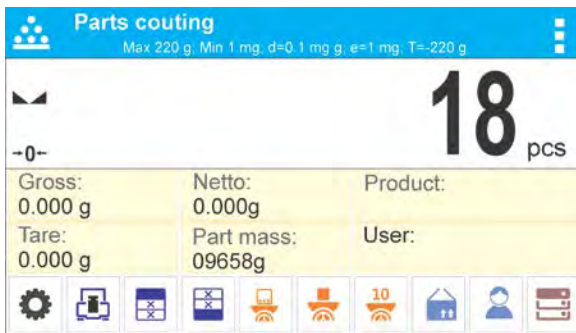 Parts couting
Max 220 g; Min 1 mg; d=0.1 mg g; e=1 mg; T=-220 g
18 pcs
→0←
Gross: Netto: Product:
0.000 g 0.000g
Tare: Part mass: User:
0.000 g 09658g
10